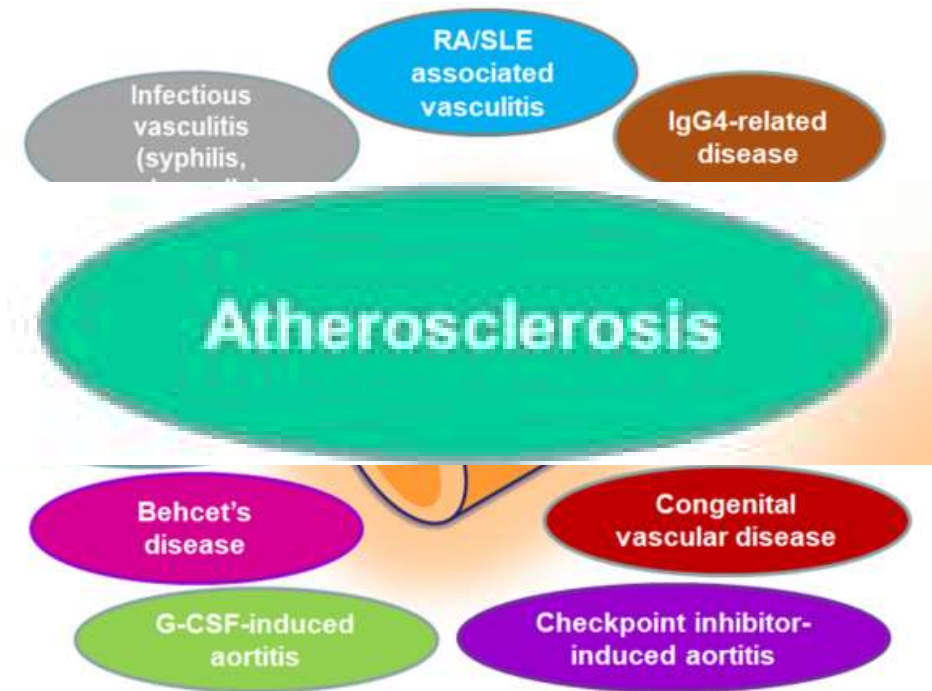 RA/SLE
associated
vasculitis
Infectious
vasculitis
(syphilis,
IgG4-related
disease
Atherosclerosis
Behcet's
disease
Congenital
vascular disease
G-CSF-induced
aortitis
Checkpoint inhibitor-
induced aortitis